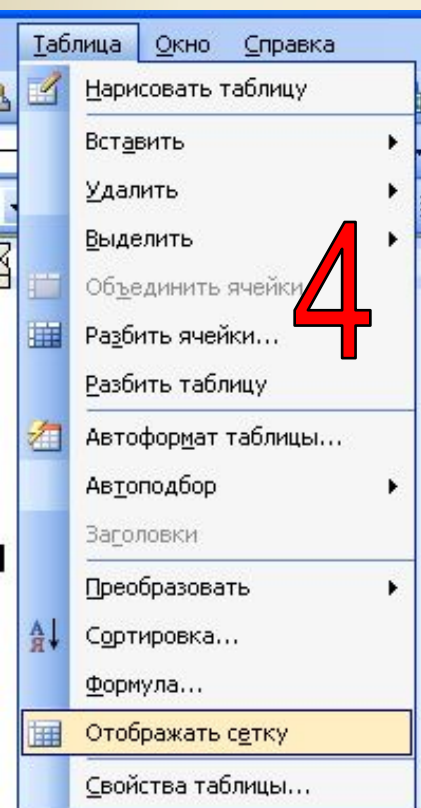 Таблица Окно Справка
Нарисовать таблицу
Вставить
Удалить
Выделить
4
Объединить ячейки
Разбить ячейки...
Разбить таблицу
Автоформат таблицы...
Автоподбор
Заголовки
Преобразовать
Сортировка...
Формула...
Отображать сетку
Свойства таблицы...